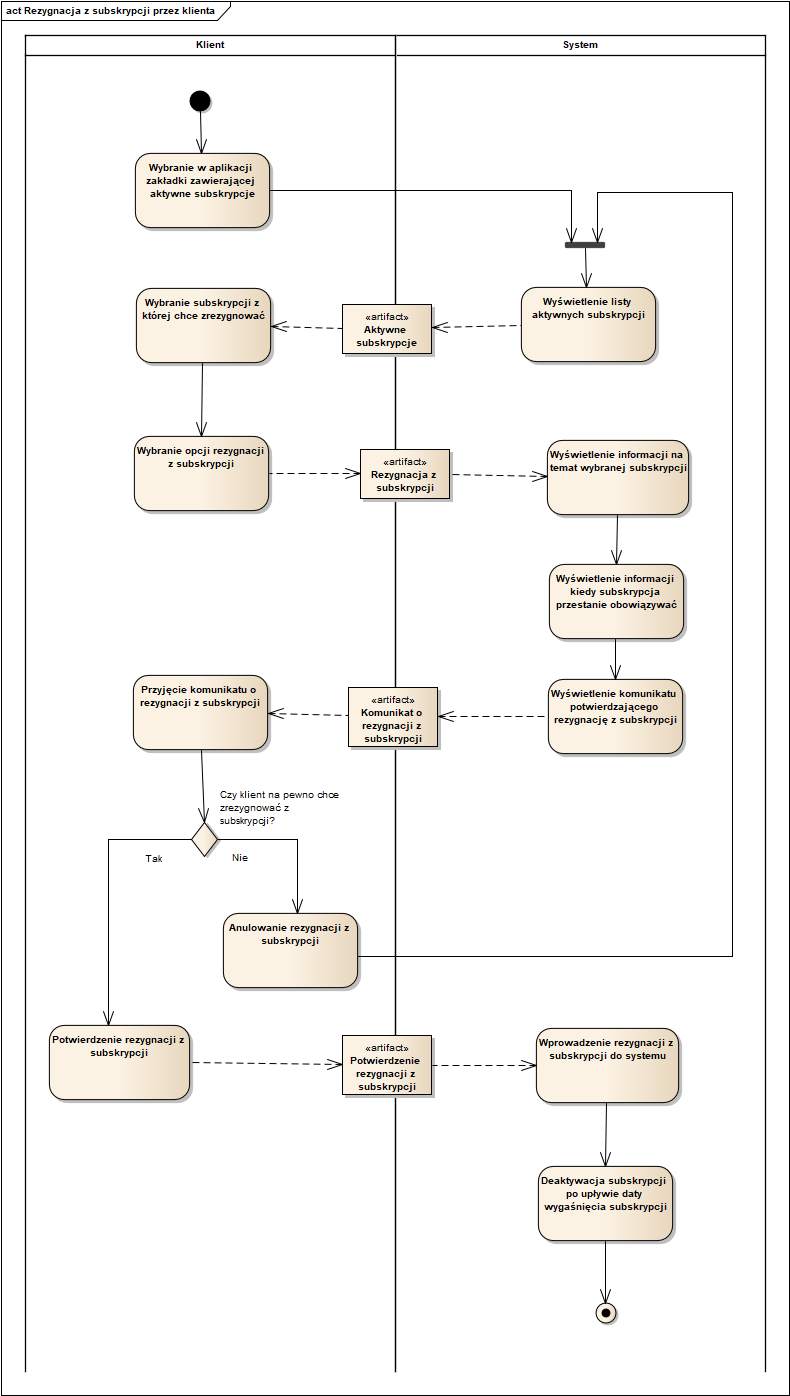 act Rezygnacja z subskrypcji przez klienta
Klient
System
Wybranie w aplikacji
zakładki zawierającej
aktywne subskrypcje
Wybranie subskrypcji z
której chce zrezygnować
«artifact»
Aktywne
subskrypcje
Wyświetlenie listy
aktywnych subskrypcji
Wybranie opcji rezygnacji
z subskrypcji
«artifact»
Rezygnacja z
subskrypcji
Wyświetlenie informacji na
temat wybranej subskrypcji
Wyświetlenie informacji
kiedy subskrypcja
przestanie obowiązywać
Przyjęcie komunikatu o
rezygnacji z subskrypcji
«artifact»
Komunikat o
rezygnacji z
subskrypcji
Wyświetlenie komunikatu
potwierdzającego
rezygnację z subskrypcji
Czy klient na pewno chce
zrezygnować z
subskrypcji?
Tak
Nie
Anulowanie rezygnacji z
subskrypcji
Potwierdzenie rezygnacji z
subskrypcji
«artifact»
Potwierdzenie
rezygnacji z
subskrypcji
Wprowadzenie rezygnacji z
subskrypcji do systemu
Deaktywacja subskrypcji
po upływie daty
wygaśnięcia subskrypcji